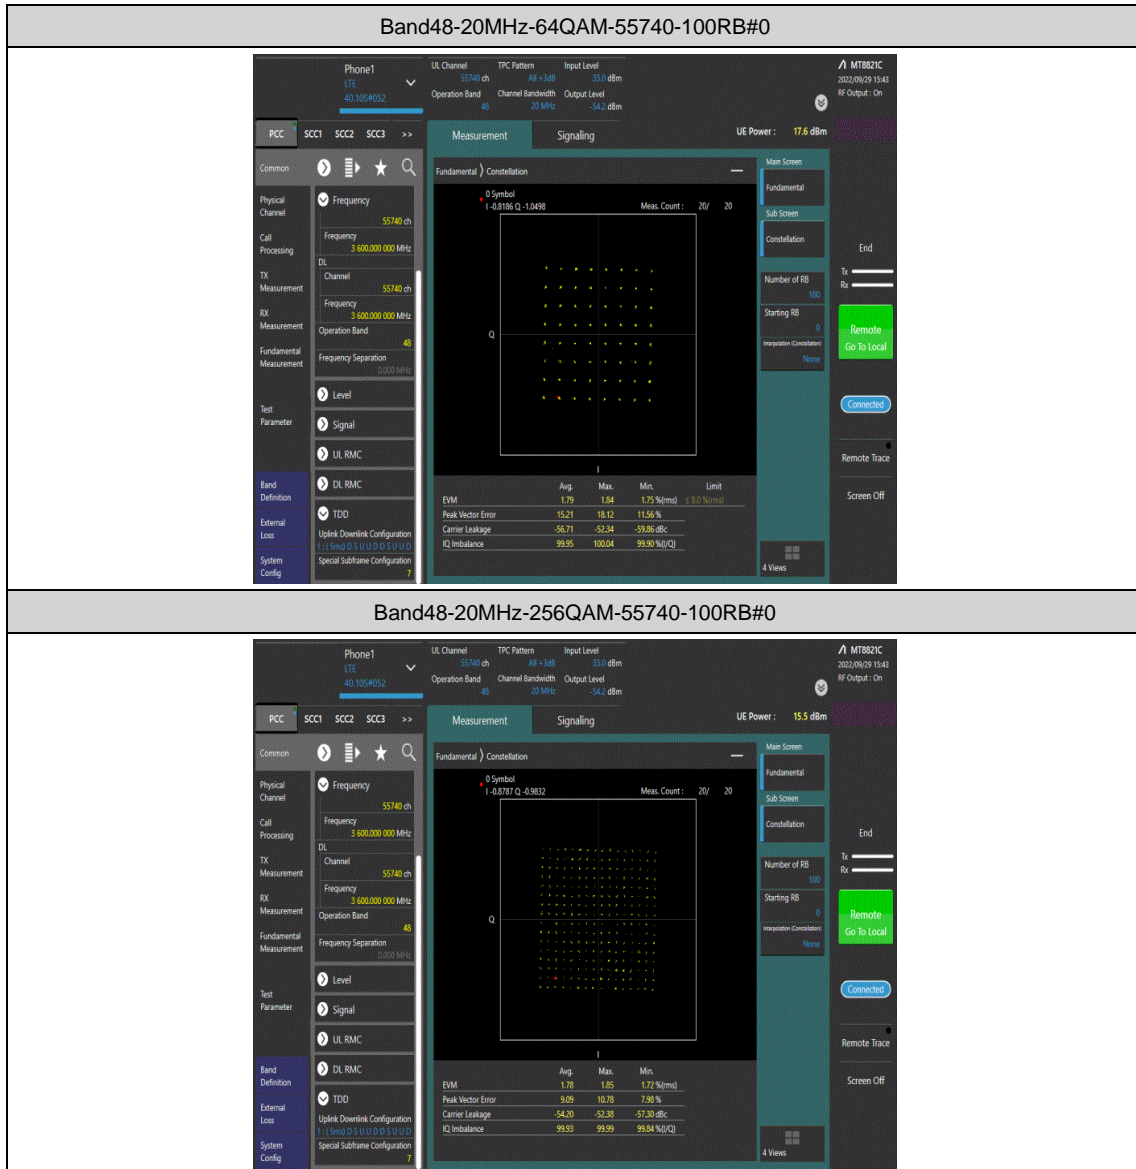 Band48-20MHz-64QAM-55740-100RB#0
Phone1
LTE
40.105#052
UL Channel TPC Pattern Input Level
55740 ch All +3dB 33.0 dBm
Operation Band Channel Bandwidth Output Level
48 20 MHz -54.2 dBm
MT8821C
2022/09/29 15:43
RF Output : On
PCC SCC1 SCC2 SCC3 >>
Measurement Signaling
UE Power : 17.6 dBm
Common
Physical Channel
Call Processing
TX Measurement
RX Measurement
Fundamental Measurement
Test Parameter
Band Definition
External Loss
System Config
Frequency
55740 ch
Frequency
3 600.000 000 MHz
DL
Channel
55740 ch
Frequency
3 600.000 000 MHz
Operation Band
48
Frequency Separation
0.000 MHz
Level
Signal
UL RMC
DL RMC
TDD
Uplink Downlink Configuration
1 : ( 5ms) D S U U D D S U U D
Special Subframe Configuration
7
Fundamental Constellation
0 Symbol
I -0.8186 Q -1.0498 Meas. Count : 20/ 20
Q
I
Avg. Max. Min. Limit
EVM 1.79 1.84 1.75 %(rms) ≤ 8.0 %(rms)
Peak Vector Error 15.21 18.12 11.56 %
Carrier Leakage -56.71 -52.34 -59.86 dBc
IQ Imbalance 99.95 100.04 99.90 %(I/Q)
Main Screen
Fundamental
Sub Screen
Constellation
Number of RB
100
Starting RB
0
Interpolation (Constellation)
None
4 Views
End
Tx
Rx
Remote
Go To Local
Connected
Remote Trace
Screen Off
Band48-20MHz-256QAM-55740-100RB#0
Phone1
LTE
40.105#052
UL Channel TPC Pattern Input Level
55740 ch All +3dB 33.0 dBm
Operation Band Channel Bandwidth Output Level
48 20 MHz -54.2 dBm
MT8821C
2022/09/29 15:43
RF Output : On
PCC SCC1 SCC2 SCC3 >>
Measurement Signaling
UE Power : 15.5 dBm
Common
Physical Channel
Call Processing
TX Measurement
RX Measurement
Fundamental Measurement
Test Parameter
Band Definition
External Loss
System Config
Frequency
55740 ch
Frequency
3 600.000 000 MHz
DL
Channel
55740 ch
Frequency
3 600.000 000 MHz
Operation Band
48
Frequency Separation
0.000 MHz
Level
Signal
UL RMC
DL RMC
TDD
Uplink Downlink Configuration
1 : ( 5ms) D S U U D D S U U D
Special Subframe Configuration
7
Fundamental Constellation
0 Symbol
I -0.8787 Q -0.9832 Meas. Count : 20/ 20
Q
I
Avg. Max. Min.
EVM 1.78 1.85 1.72 %(rms)
Peak Vector Error 9.09 10.78 7.98 %
Carrier Leakage -54.20 -52.38 -57.30 dBc
IQ Imbalance 99.93 99.99 99.84 %(I/Q)
Main Screen
Fundamental
Sub Screen
Constellation
Number of RB
100
Starting RB
0
Interpolation (Constellation)
None
4 Views
End
Tx
Rx
Remote
Go To Local
Connected
Remote Trace
Screen Off